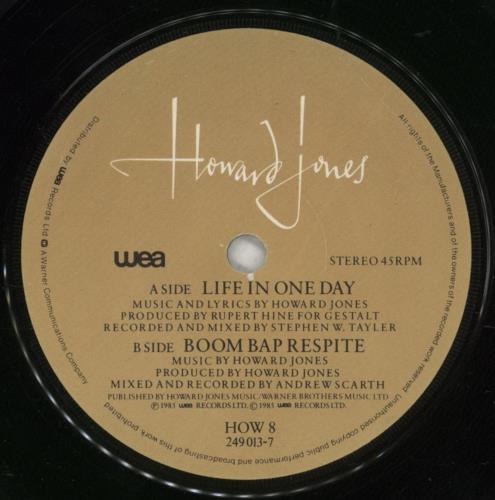 Howard Jones
wea
STEREO 45RPM
A SIDE LIFE IN ONE DAY
MUSIC AND LYRICS BY HOWARD JONES
PRODUCED BY RUPERT HINE FOR GESTALT
RECORDED AND MIXED BY STEPHEN W. TAYLER
B SIDE BOOM BAP RESPITE
MUSIC BY HOWARD JONES
PRODUCED BY HOWARD JONES
MIXED AND RECORDED BY ANDREW SCARTH
PUBLISHED BY HOWARD JONES MUSIC/WARNER BROTHERS MUSIC LTD
Ⓟ 1985 wea RECORDS LTD. © 1985 wea RECORDS LTD.
HOW 8
249 013-7
Distributed by wea Records Ltd A Warner Communications Company
All rights of the Manufacturers and of the owners of the recorded work reserved. Unauthorised copying public performance and broadcasting of this work prohibited